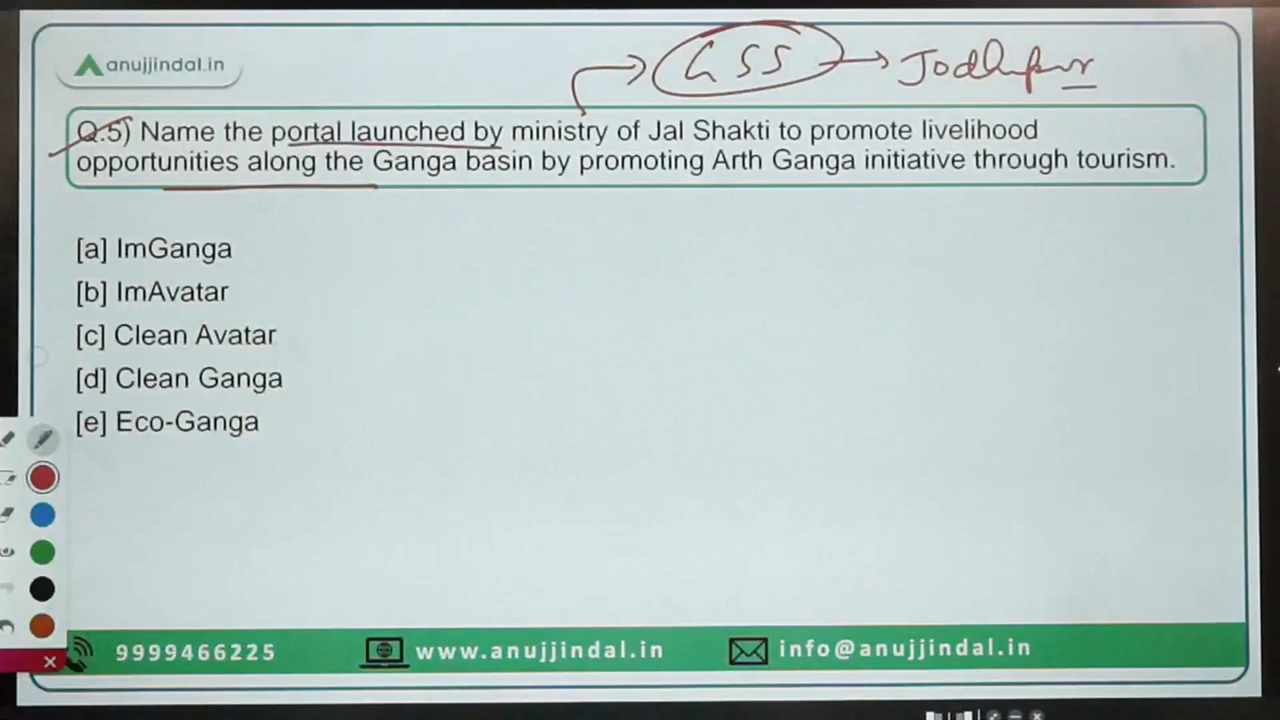 anujjindal.in
GSS → Jodhpur
Q.5) Name the portal launched by ministry of Jal Shakti to promote livelihood
opportunities along the Ganga basin by promoting Arth Ganga initiative through tourism.
[a] ImGanga
[b] ImAvatar
[c] Clean Avatar
[d] Clean Ganga
[e] Eco-Ganga
9999466225 www.anujjindal.in info@anujjindal.in